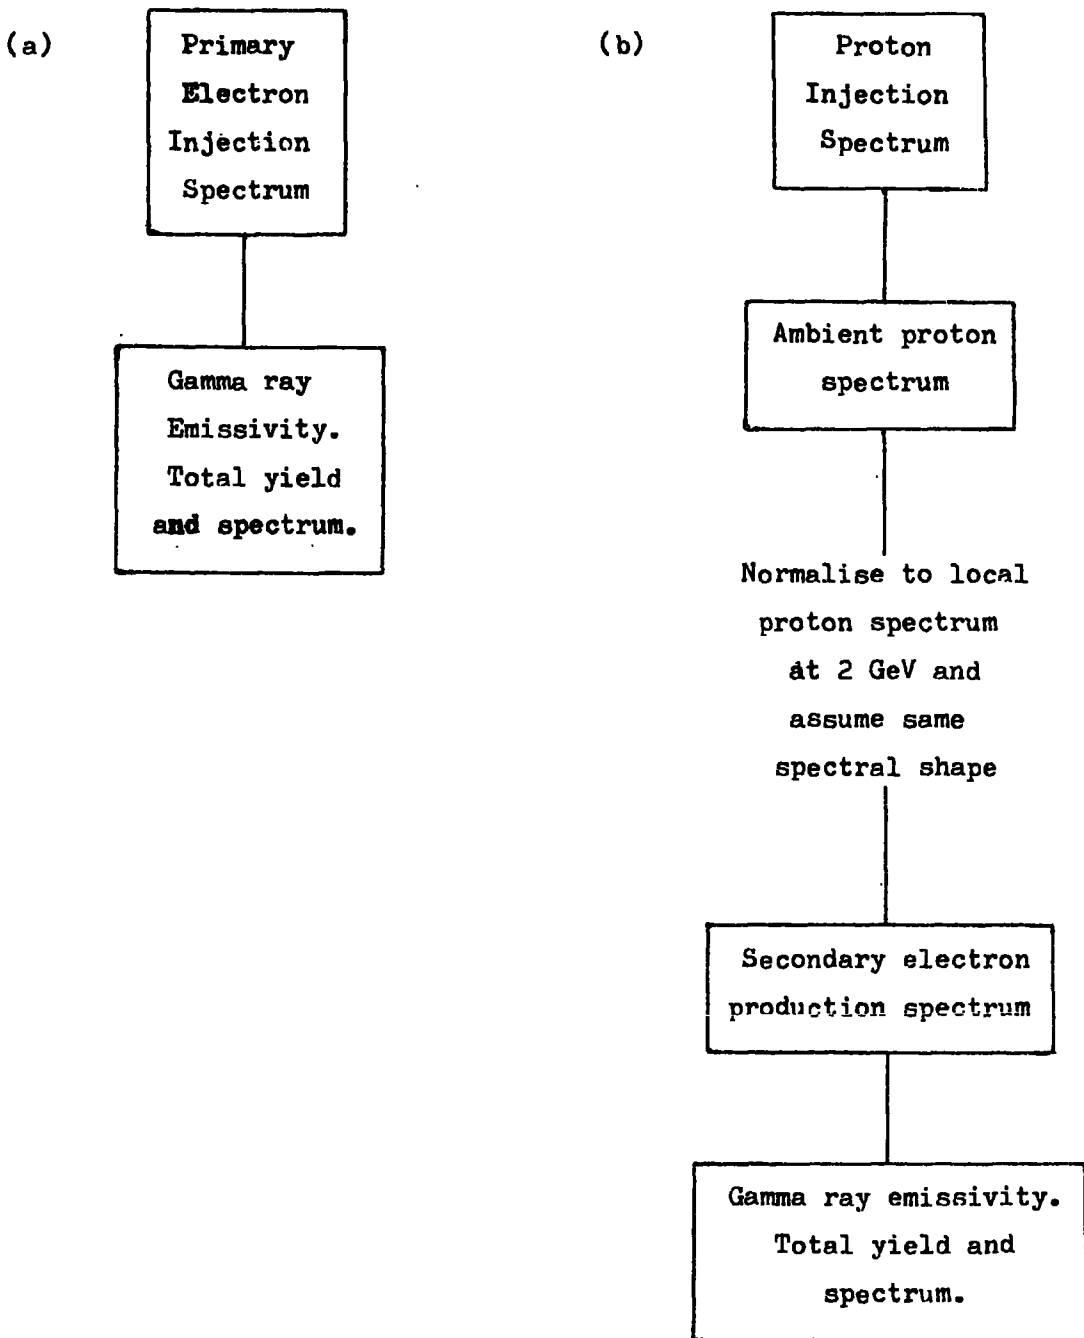 (a)
Primary
Electron
Injection
Spectrum
Gamma ray
Emissivity.
Total yield
and spectrum.
(b)
Proton
Injection
Spectrum
Ambient proton
spectrum
Normalise to local
proton spectrum
at 2 GeV and
assume same
spectral shape
Secondary electron
production spectrum
Gamma ray emissivity.
Total yield and
spectrum.